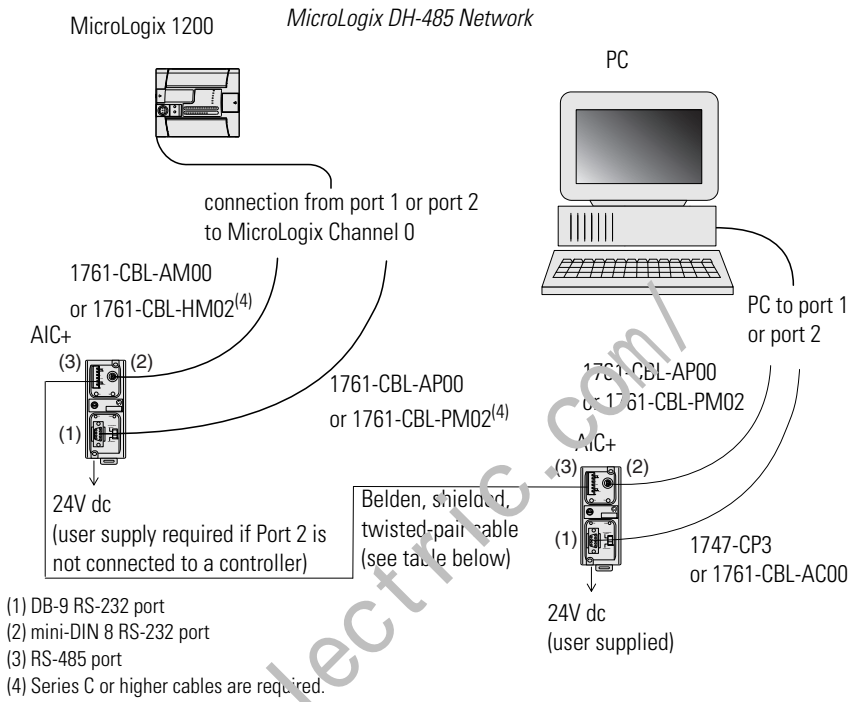 MicroLogix 1200
MicroLogix DH-485 Network
PC
connection from port 1 or port 2
to MicroLogix Channel 0
1761-CBL-AM00
or 1761-CBL-HM02(4)
AIC+
(3)
(2)
(1)
1761-CBL-AP00
or 1761-CBL-PM02(4)
PC to port 1
or port 2
1761-CBL-AP00
or 1761-CBL-PM02
AIC+
(3)
(2)
(1)
24V dc
(user supply required if Port 2 is
not connected to a controller)
Belden, shielded,
twisted-pair cable
(see table below)
1747-CP3
or 1761-CBL-AC00
24V dc
(user supplied)
(1) DB-9 RS-232 port
(2) mini-DIN 8 RS-232 port
(3) RS-485 port
(4) Series C or higher cables are required.
lectric.com/